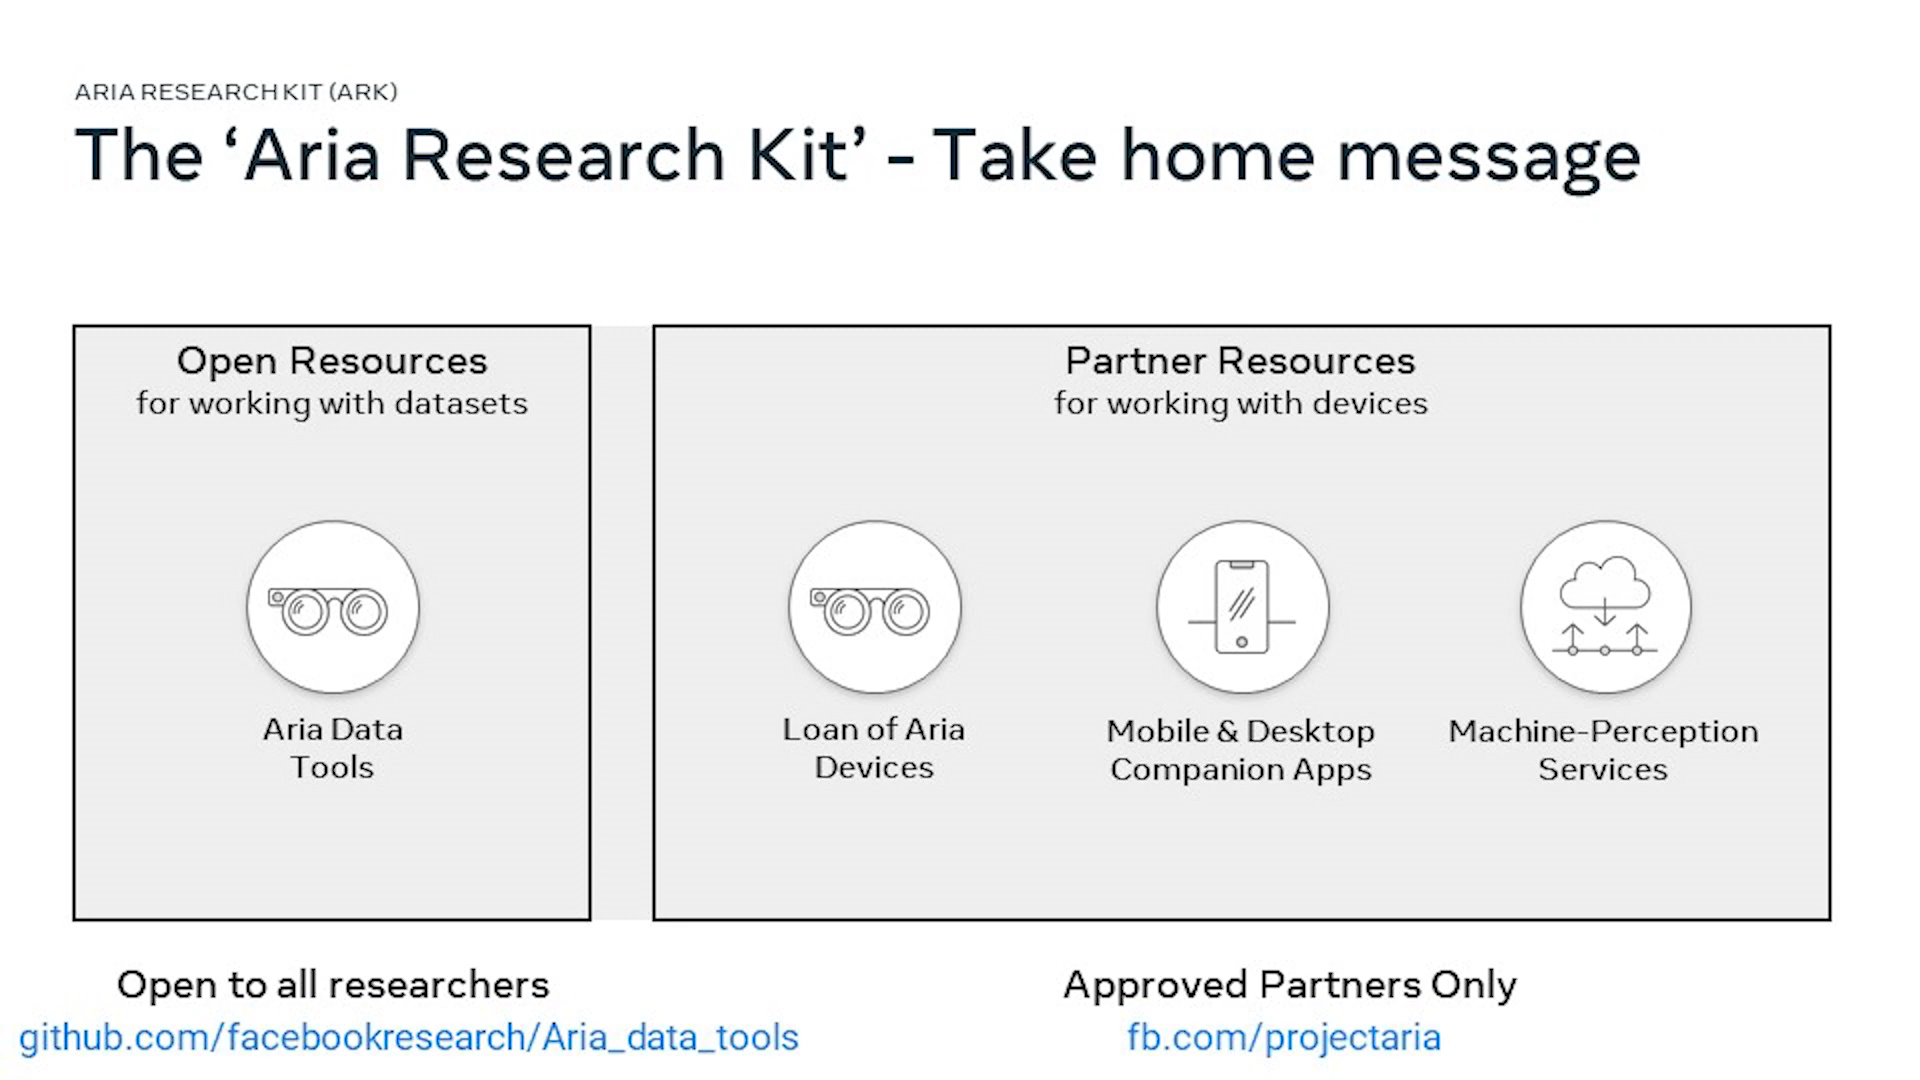 ARIA RESEARCH KIT (ARK)
The ‘Aria Research Kit’ - Take home message
Open Resources
for working with datasets
Aria Data
Tools
Partner Resources
for working with devices
Loan of Aria
Devices
Mobile & Desktop
Companion Apps
Machine-Perception
Services
Open to all researchers
github.com/facebookresearch/Aria_data_tools
Approved Partners Only
fb.com/projectaria